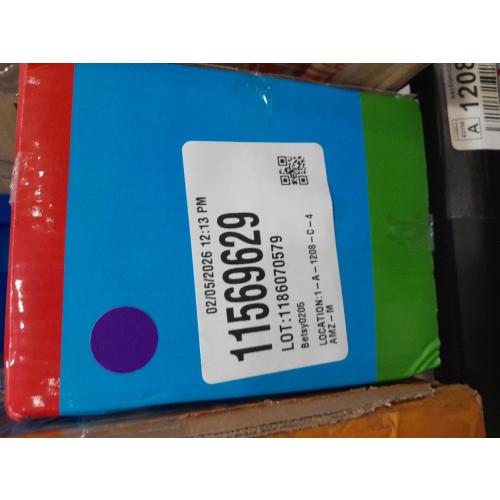 02/05/2026 12:13 PM
11569629
LOT:1186070579
Betsy0205
LOCATION:1-A-1208-C-4
AMZ-M
1208
A